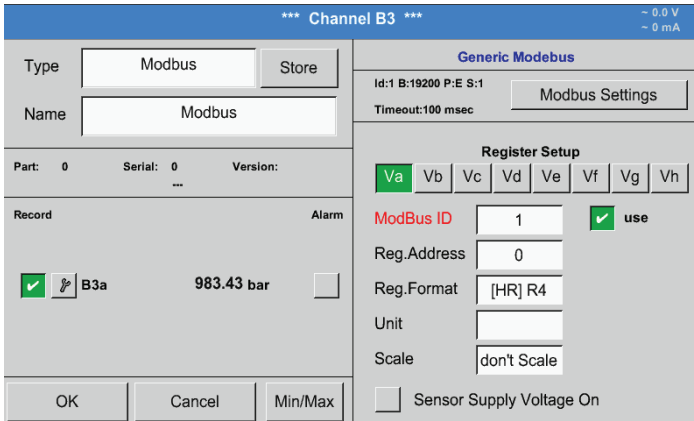 *** Channel B3 ***
~ 0.0 V
~ 0 mA
Type
Modbus
Store
Name
Modbus
Part: 0 Serial: 0 Version:
---
Record
Alarm
B3a 983.43 bar
OK
Cancel
Min/Max
Generic Modebus
Id:1 B:19200 P:E S:1
Timeout:100 msec
Modbus Settings
Register Setup
Va Vb Vc Vd Ve Vf Vg Vh
ModBus ID 1 use
Reg.Address 0
Reg.Format [HR] R4
Unit
Scale don't Scale
Sensor Supply Voltage On